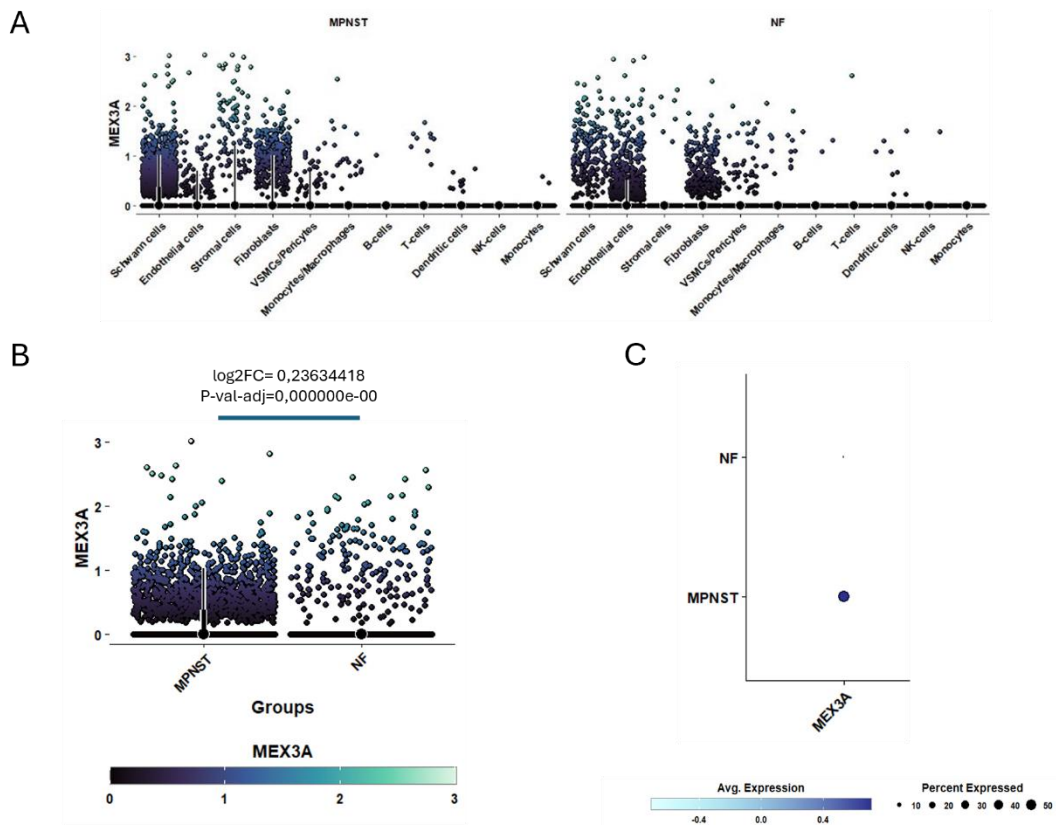 A
MPNST
NF
MEX3A
3
2
1
0
Schwann cells
Endothelial cells
Stromal cells
Fibroblasts
VSMCs/Pericytes
Monocytes/Macrophages
B-cells
T-cells
Dendritic cells
NK-cells
Monocytes
Schwann cells
Endothelial cells
Stromal cells
Fibroblasts
VSMCs/Pericytes
Monocytes/Macrophages
B-cells
T-cells
Dendritic cells
NK-cells
Monocytes
B
log2FC= 0,23634418
P-val-adj=0,000000e-00
MEX3A
3
2
1
0
MPNST
NF
Groups
MEX3A
0 1 2 3
C
NF
MPNST
MEX3A
Avg. Expression
-0.4 0.0 0.4
Percent Expressed
10 20 30 40 50